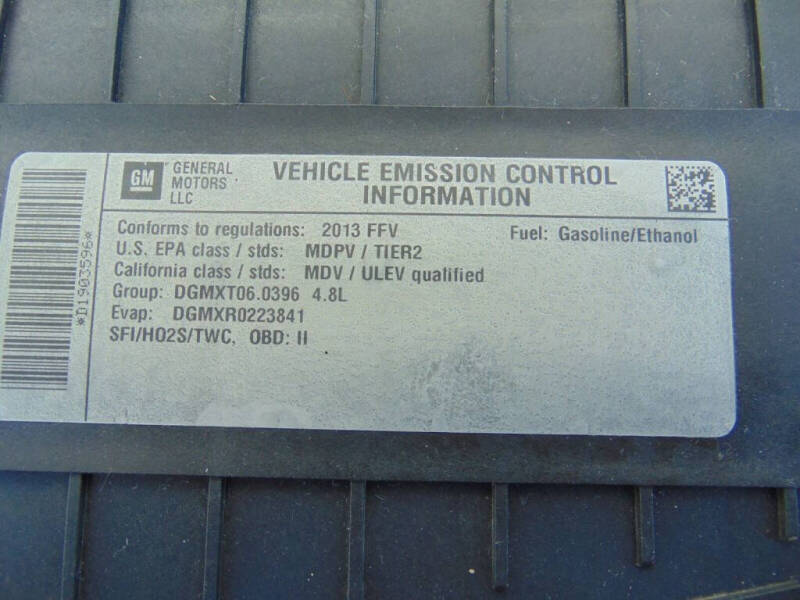 GM
GENERAL
MOTORS
LLC
VEHICLE EMISSION CONTROL
INFORMATION
Conforms to regulations: 2013 FFV Fuel: Gasoline/Ethanol
U.S. EPA class / stds: MDPV / TIER2
California class / stds: MDV / ULEV qualified
Group: DGMXT06.0396 4.8L
Evap: DGMXR0223841
SFI/HO2S/TWC, OBD: II
*D1903596*